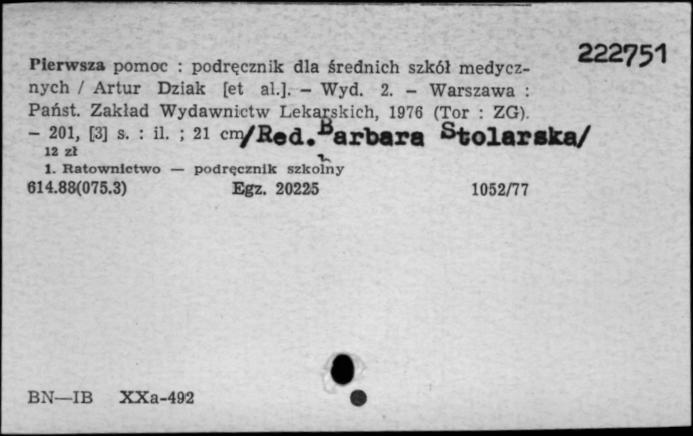 222751
Pierwsza pomoc : podręcznik dla średnich szkół medycz-
nych / Artur Dziak [et al.]. — Wyd. 2. — Warszawa :
Państ. Zakład Wydawnictw Lekarskich, 1976 (Tor : ZG).
— 201, [3] s. : il. ; 21 cm/Red.Barbara Stolarska/
12 zł
1. Ratownictwo — podręcznik szkolny
614.88(075.3) Egz. 20225 1052/77
BN—IB XXa-492